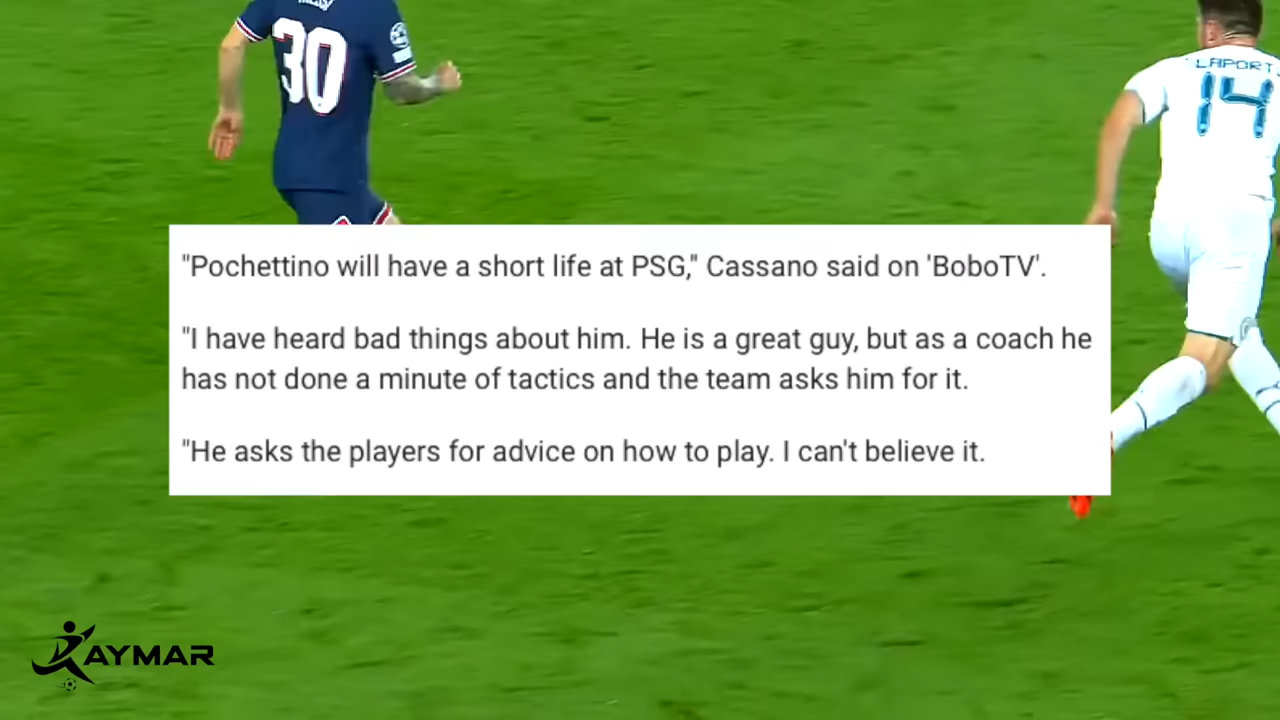 30
LAPORT
14
"Pochettino will have a short life at PSG," Cassano said on 'BoboTV'.
"I have heard bad things about him. He is a great guy, but as a coach he
has not done a minute of tactics and the team asks him for it.
"He asks the players for advice on how to play. I can't believe it.
AYMAR